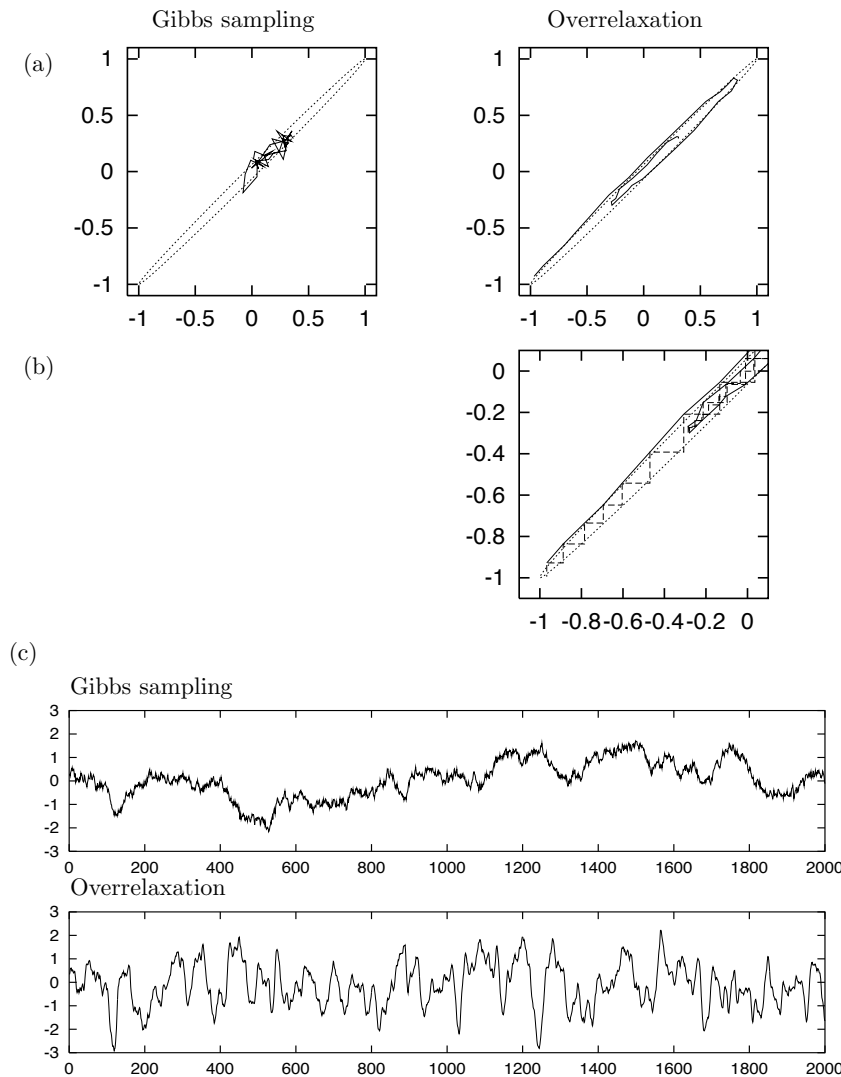 Gibbs sampling Overrelaxation
(a)
1 1
0.5 0.5
0 0
-0.5 -0.5
-1 -1
-1 -0.5 0 0.5 1 -1 -0.5 0 0.5 1
(b)
0
-0.2
-0.4
-0.6
-0.8
-1
-1 -0.8 -0.6 -0.4 -0.2 0
(c)
Gibbs sampling
3
2
1
0
-1
-2
-3
0 200 400 600 800 1000 1200 1400 1600 1800 2000
Overrelaxation
3
2
1
0
-1
-2
-3
0 200 400 600 800 1000 1200 1400 1600 1800 2000